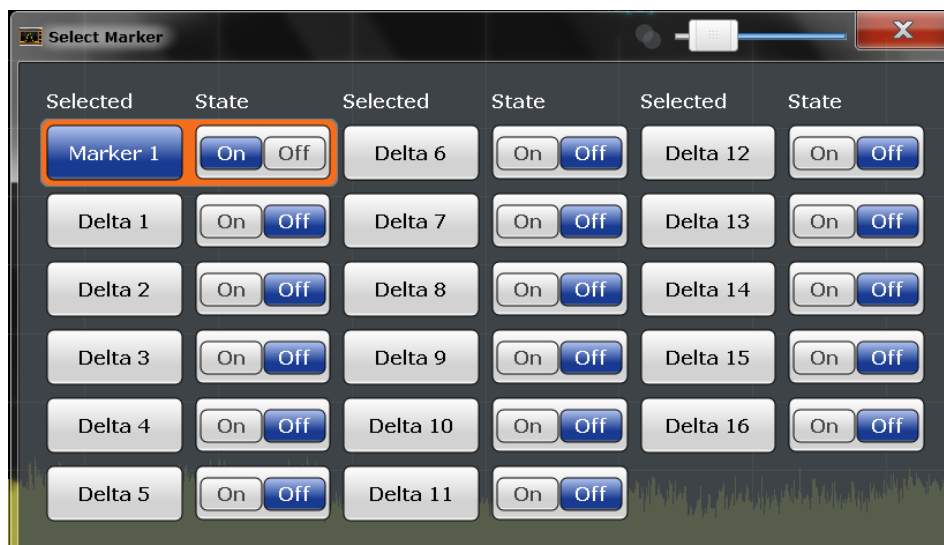 Select Marker
Selected State Selected State Selected State
Marker 1 On Off Delta 6 On Off Delta 12 On Off
Delta 1 On Off Delta 7 On Off Delta 13 On Off
Delta 2 On Off Delta 8 On Off Delta 14 On Off
Delta 3 On Off Delta 9 On Off Delta 15 On Off
Delta 4 On Off Delta 10 On Off Delta 16 On Off
Delta 5 On Off Delta 11 On Off